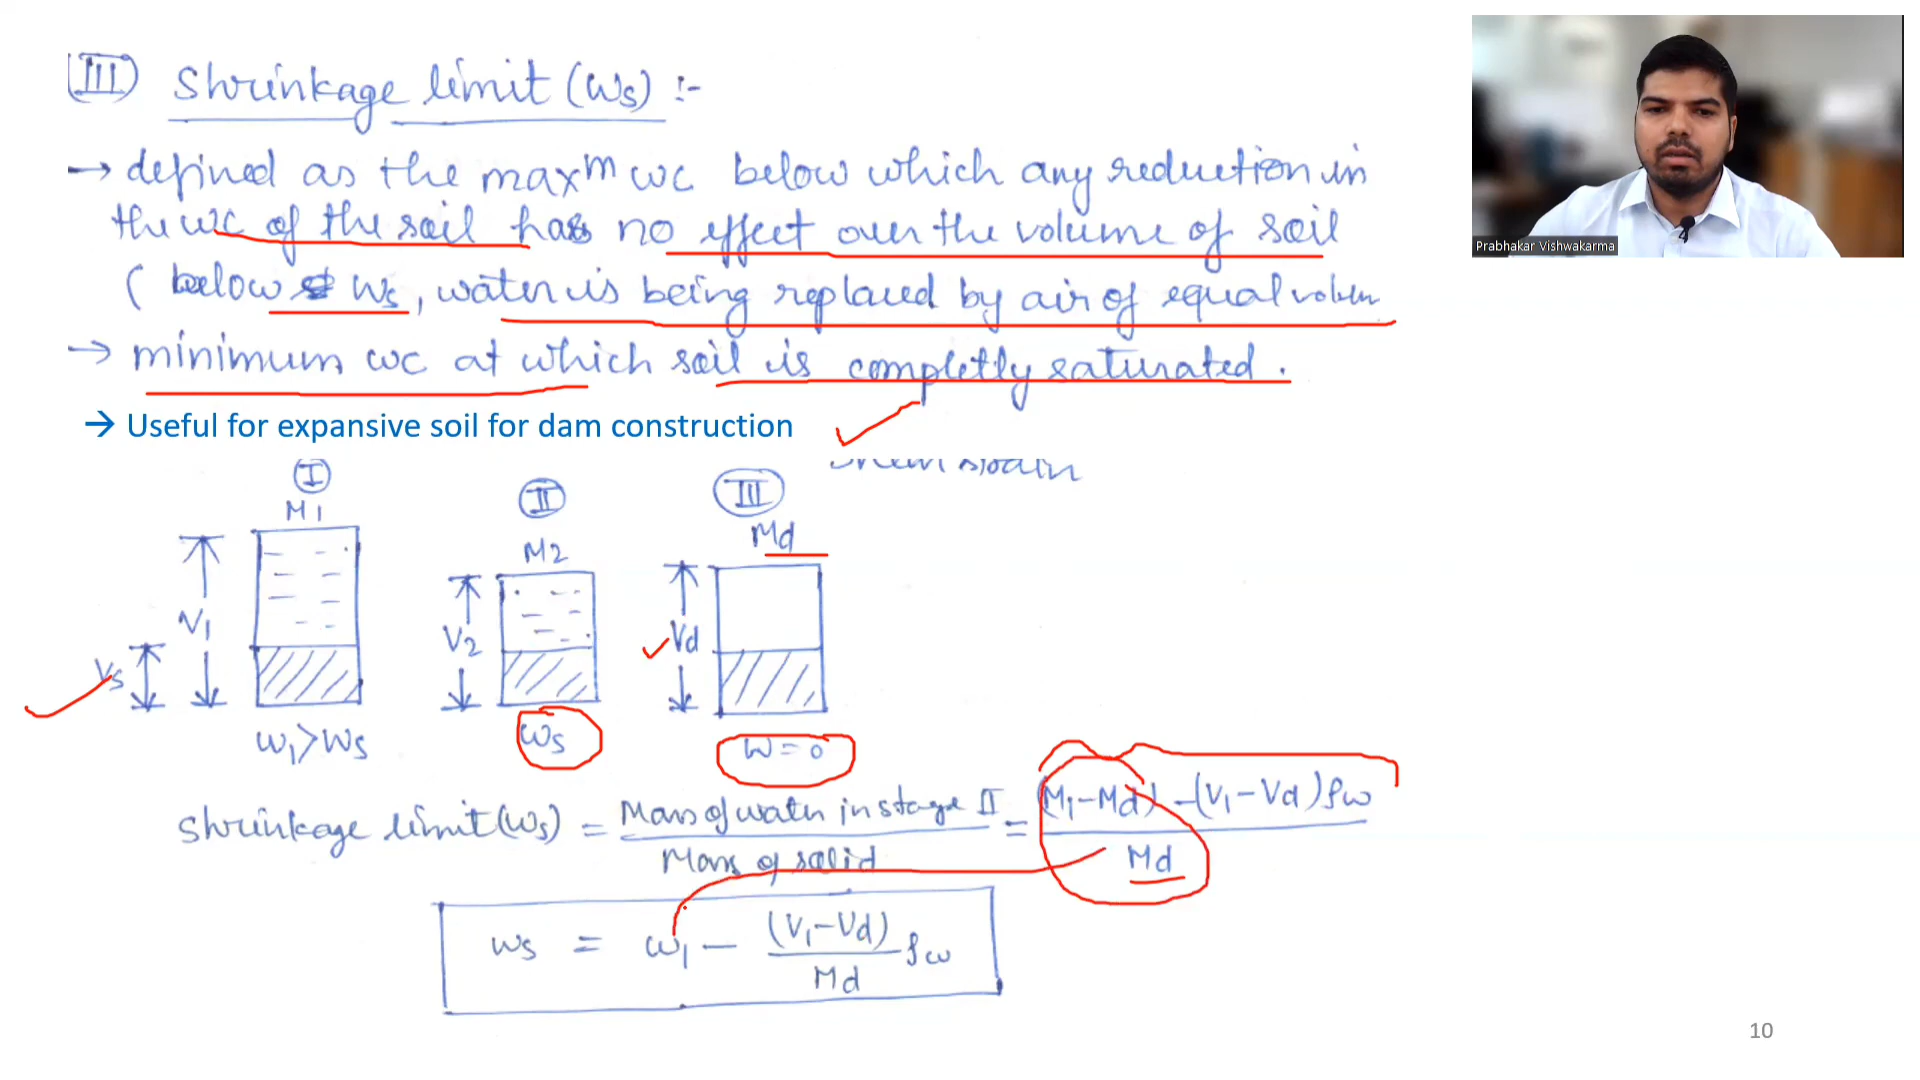 III Shrinkage limit (ws) :-
→ defined as the maxm wc below which any reduction in
the wc of the soil has no effect over the volume of soil
( below ws, water is being replaced by air of equal volum
→ minimum wc at which soil is completly saturated.
→ Useful for expansive soil for dam construction
I II III
M1 M2 Md
V1 Vs V2 Vd
w1>ws ws w=0
Shrinkage limit (ws) = Mass of water in stage II / Mass of solid = (M1-Md) -(V1-Vd)ρw / Md
ws = w1 - (V1-Vd) / Md ρw
Prabhakar Vishwakarma
10